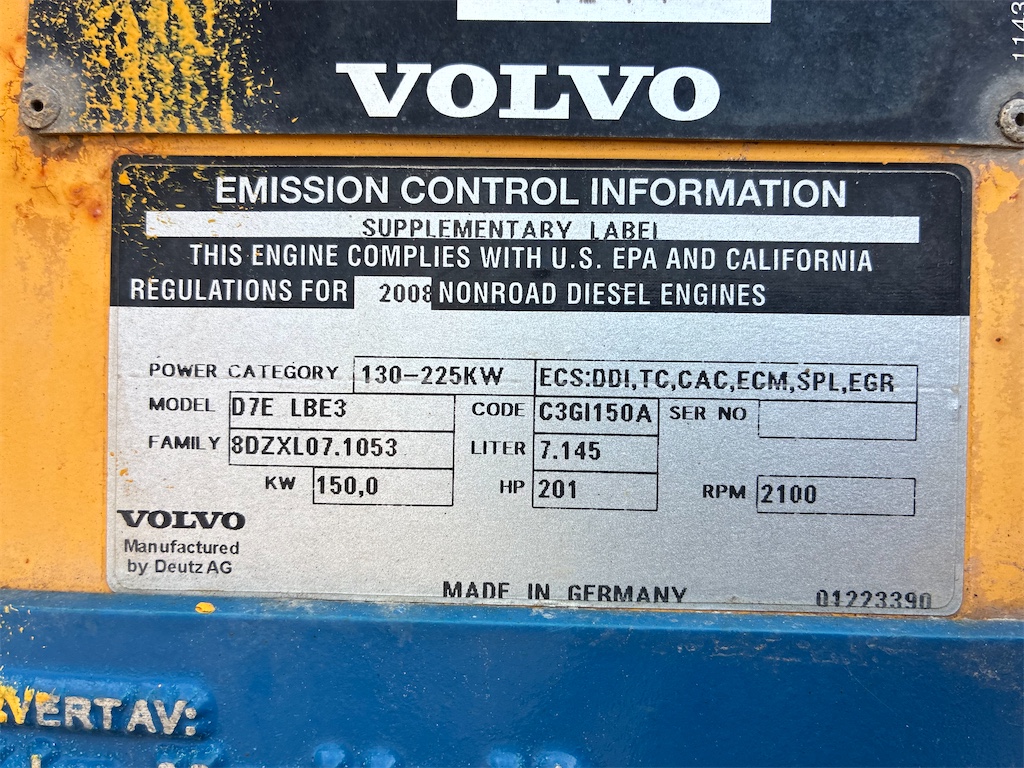 1143
VOLVO
EMISSION CONTROL INFORMATION
SUPPLEMENTARY LABEL
THIS ENGINE COMPLIES WITH U.S. EPA AND CALIFORNIA
REGULATIONS FOR 2008 NONROAD DIESEL ENGINES
POWER CATEGORY 130-225KW ECS:DDI,TC,CAC,ECM,SPL,EGR
MODEL D7E LBE3 CODE C3GI150A SER NO
FAMILY 8DZXL07.1053 LITER 7.145
KW 150,0 HP 201 RPM 2100
VOLVO
Manufactured
by Deutz AG
MADE IN GERMANY 01223390
VERT AV: